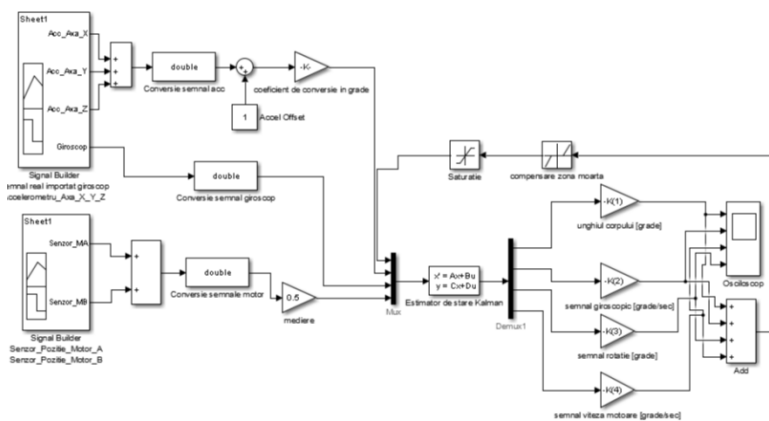 Sheet1
Acc_Axa_X
Acc_Axa_Y
Acc_Axa_Z
Giroscop
Signal Builder
emnal real importat giroscop
accelerometru_Axa_X_Y_Z
+
+
+
double
Conversie semnal acc
+
+
-K-
coeficient de conversie in grade
1
Accel Offset
double
Conversie semnal giroscop
Sheet1
Senzor_MA
Senzor_MB
Signal Builder
Senzor_Pozitie_Motor_A
Senzor_Pozitie_Motor_B
+
+
double
Conversie semnale motor
0.5
mediere
Mux
x' = Ax+Bu
y = Cx+Du
Estimator de stare Kalman
Demux1
Saturatie
compensare zona moarta
-K(1)
unghiul corpului [grade]
-K(2)
semnal giroscopic [grade/sec]
-K(3)
semnal rotatie [grade]
-K(4)
semnal viteza motoare [grade/sec]
Osciloscop
+
+
+
+
Add